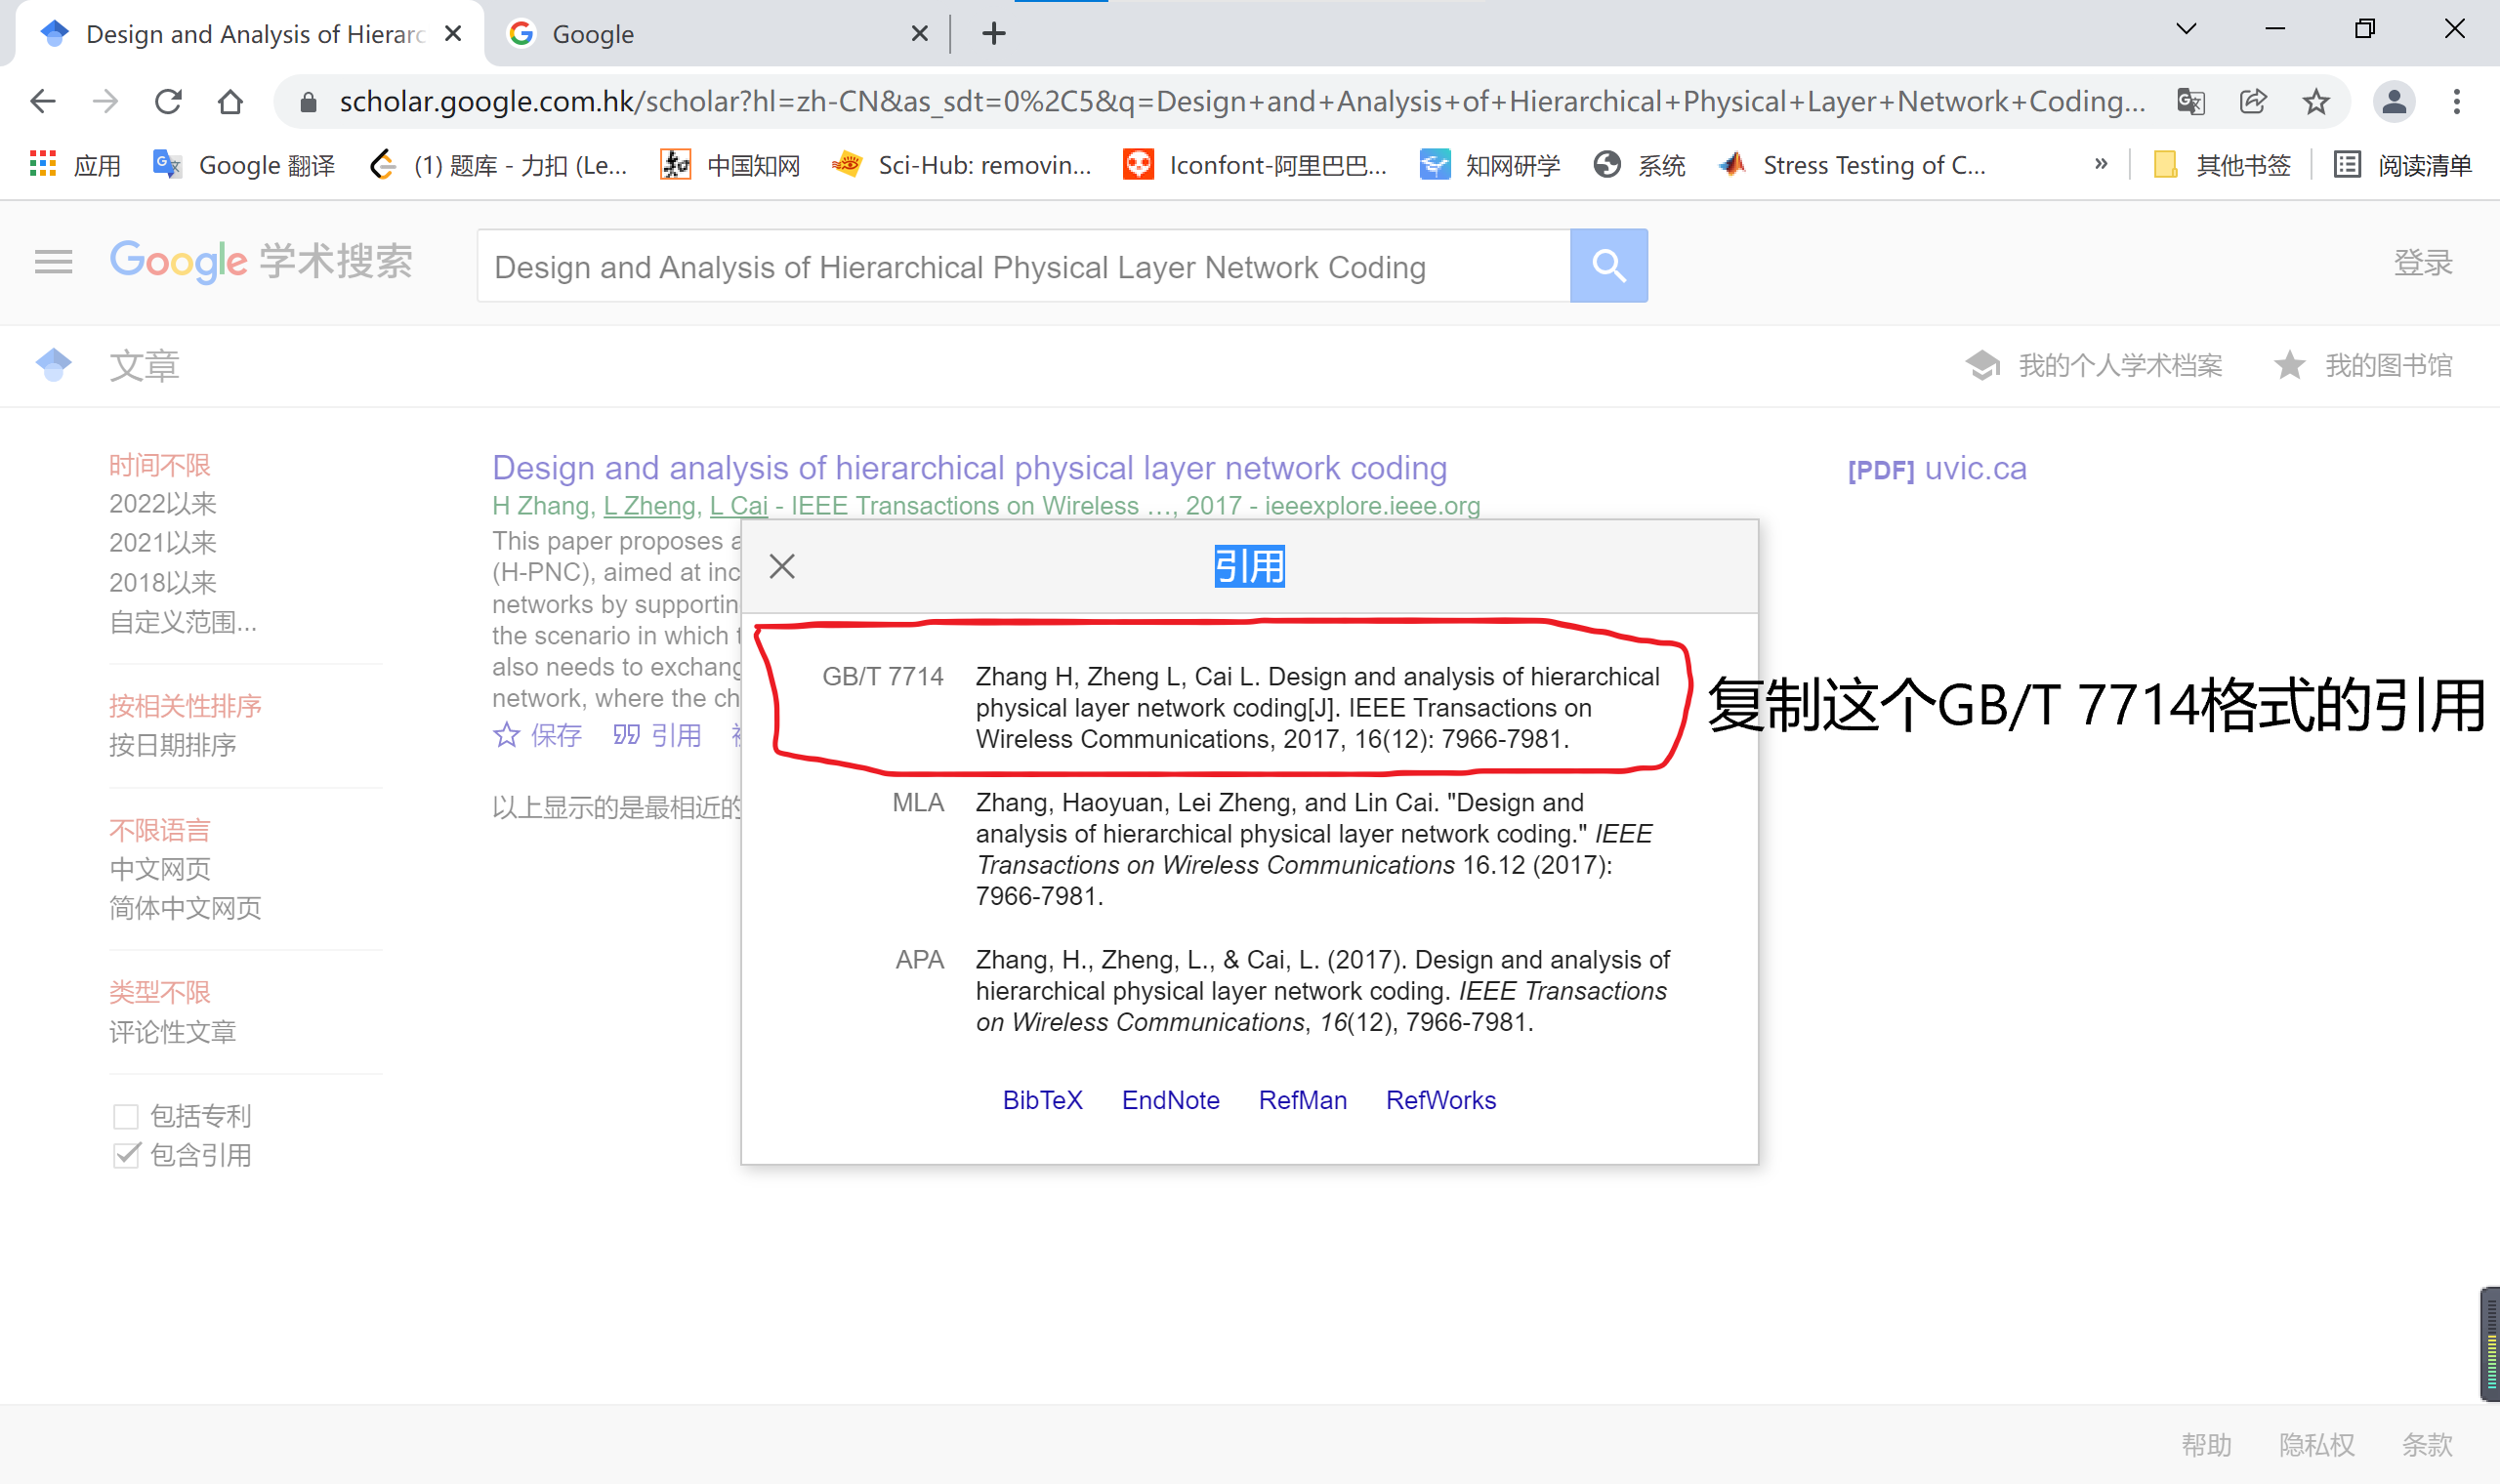 Design and Analysis of Hierarc
Google
scholar.google.com.hk/scholar?hl=zh-CN&as_sdt=0%2C5&q=Design+and+Analysis+of+Hierarchical+Physical+Layer+Network+Coding...
应用
Google 翻译
(1) 题库 - 力扣 (Le...
中国知网
Sci-Hub: removin...
Iconfont-阿里巴巴...
知网研学
系统
Stress Testing of C...
»
其他书签
阅读清单
Google 学术搜索
Design and Analysis of Hierarchical Physical Layer Network Coding
登录
文章
我的个人学术档案
我的图书馆
时间不限
2022以来
2021以来
2018以来
自定义范围...
按相关性排序
按日期排序
不限语言
中文网页
简体中文网页
类型不限
评论性文章
包括专利
包含引用
Design and analysis of hierarchical physical layer network coding
[PDF] uvic.ca
H Zhang, L Zheng, L Cai - IEEE Transactions on Wireless …, 2017 - ieeexplore.ieee.org
This paper proposes a
(H-PNC), aimed at inc
networks by supportin
the scenario in which
also needs to exchang
network, where the ch
保存
引用
以上显示的是最相近的
引用
GB/T 7714
Zhang H, Zheng L, Cai L. Design and analysis of hierarchical
physical layer network coding[J]. IEEE Transactions on
Wireless Communications, 2017, 16(12): 7966-7981.
复制这个GB/T 7714格式的引用
MLA
Zhang, Haoyuan, Lei Zheng, and Lin Cai. "Design and
analysis of hierarchical physical layer network coding." IEEE
Transactions on Wireless Communications 16.12 (2017):
7966-7981.
APA
Zhang, H., Zheng, L., & Cai, L. (2017). Design and analysis of
hierarchical physical layer network coding. IEEE Transactions
on Wireless Communications, 16(12), 7966-7981.
BibTeX
EndNote
RefMan
RefWorks
帮助
隐私权
条款